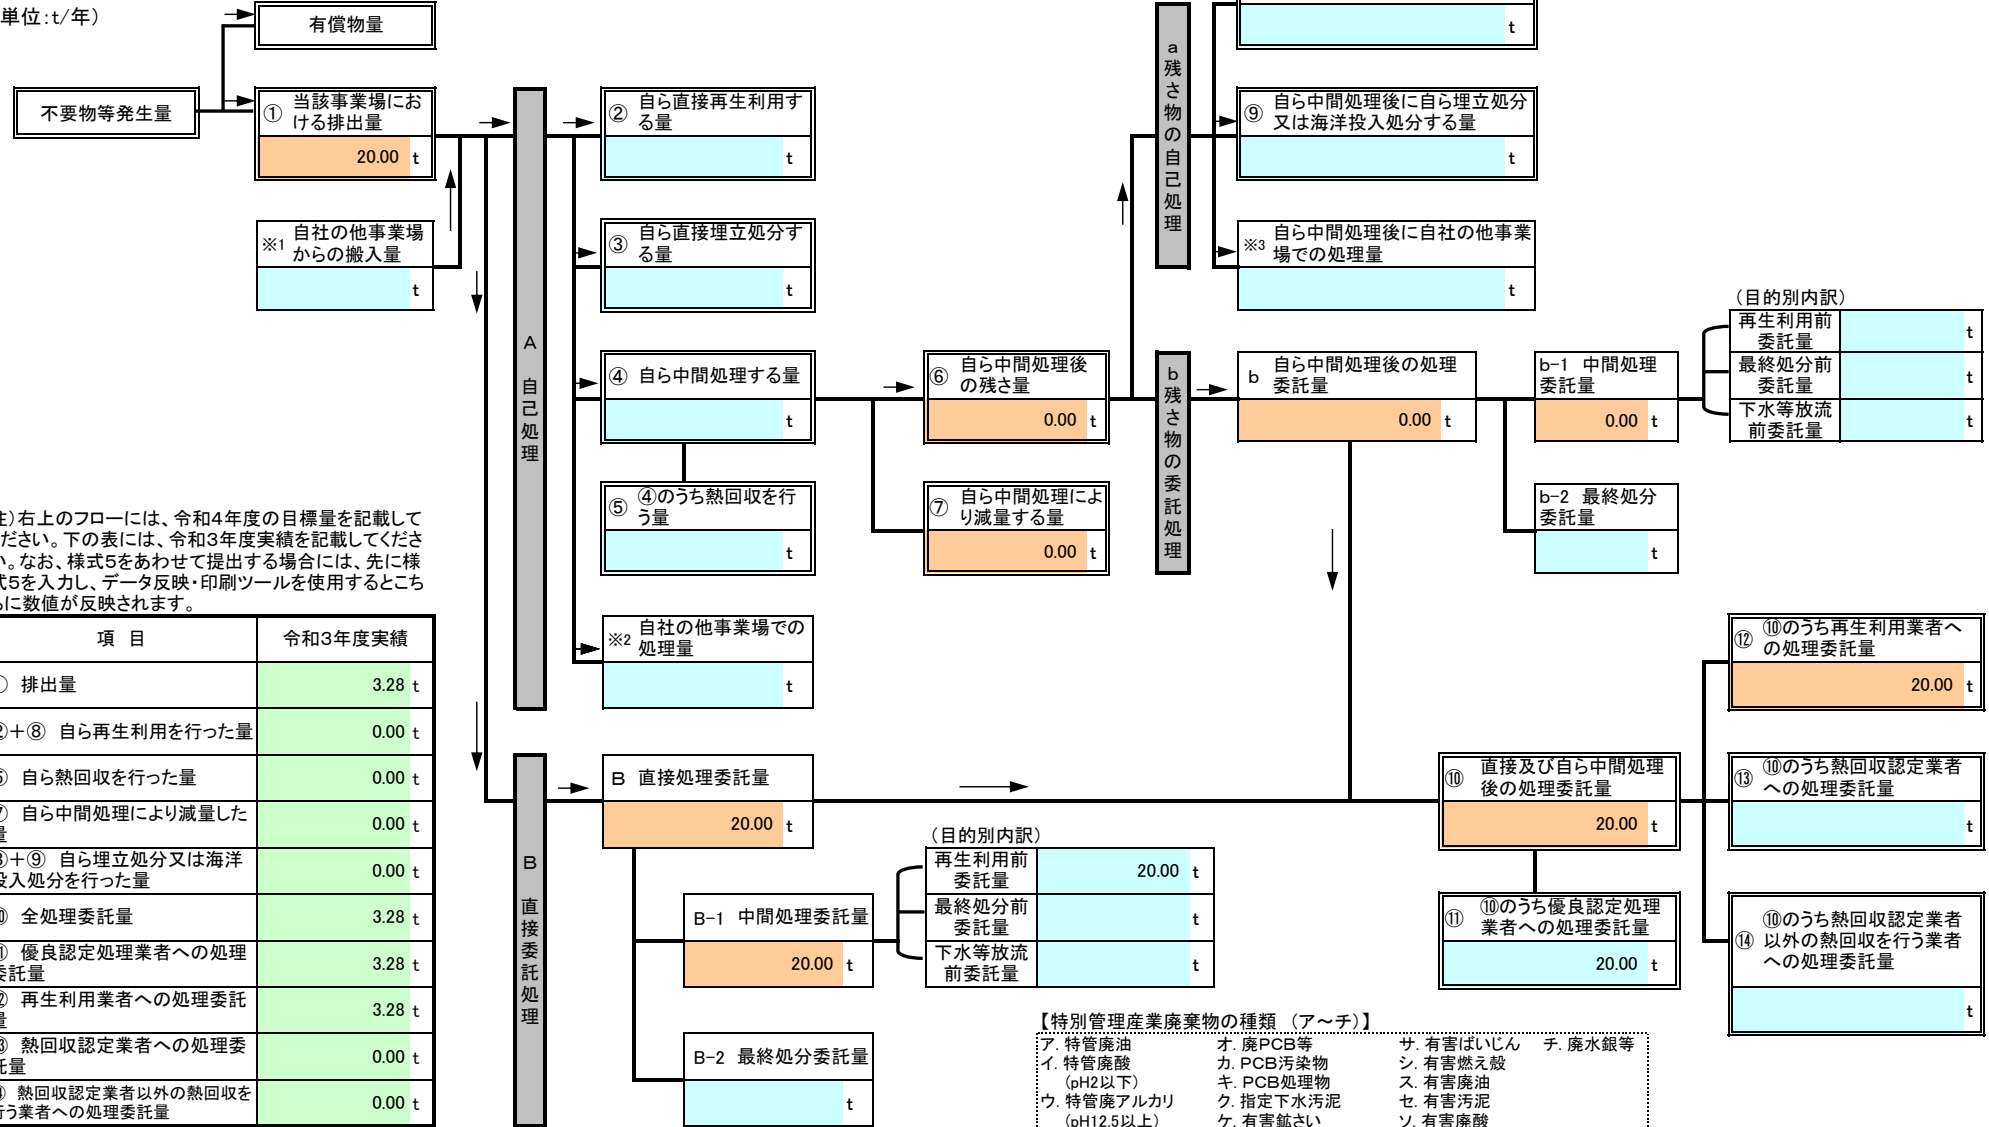 単位:t/年)
有償物量
不要物等発生量
① 当該事業場にお
ける排出量
20.00 t
※1 自社の他事業場
からの搬入量
t
A 自己処理
② 自ら直接再生利用す
る量
t
③ 自ら直接埋立処分す
る量
t
④ 自ら中間処理する量
t
⑤ ④のうち熱回収を行
う量
t
※2 自社の他事業場での
処理量
t
⑥ 自ら中間処理後
の残さ量
0.00 t
⑦ 自ら中間処理によ
り減量する量
0.00 t
a 残さ物の自己処理
t
⑨ 自ら中間処理後に自ら埋立処分
又は海洋投入処分する量
t
※3 自ら中間処理後に自社の他事業
場での処理量
t
b 残さ物の委託処理
b 自ら中間処理後の処理
委託量
0.00 t
b-1 中間処理
委託量
0.00 t
b-2 最終処分
委託量
t
(目的別内訳)
再生利用前
委託量
t
最終処分前
委託量
t
下水等放流
前委託量
t
注)右上のフローには、令和4年度の目標量を記載して
ください。下の表には、令和3年度実績を記載してくださ
い。なお、様式5をあわせて提出する場合には、先に様
式5を入力し、データ反映・印刷ツールを使用するとこち
らに数値が反映されます。
項 目 令和3年度実績
① 排出量 3.28 t
②+⑧ 自ら再生利用を行った量 0.00 t
⑤ 自ら熱回収を行った量 0.00 t
⑦ 自ら中間処理により減量した
量 0.00 t
③+⑨ 自ら埋立処分又は海洋
投入処分を行った量 0.00 t
⑩ 全処理委託量 3.28 t
⑪ 優良認定処理業者への処理
委託量 3.28 t
⑫ 再生利用業者への処理委託
量 3.28 t
⑬ 熱回収認定業者への処理委
託量 0.00 t
⑭ 熱回収認定業者以外の熱回収を
行う業者への処理委託量 0.00 t
B 直接委託処理
B 直接処理委託量
20.00 t
B-1 中間処理委託量
20.00 t
B-2 最終処分委託量
t
(目的別内訳)
再生利用前
委託量
20.00 t
最終処分前
委託量
t
下水等放流
前委託量
t
⑩ 直接及び自ら中間処理
後の処理委託量
20.00 t
⑪ ⑩のうち優良認定処理
業者への処理委託量
20.00 t
⑫ ⑩のうち再生利用業者へ
の処理委託量
20.00 t
⑬ ⑩のうち熱回収認定業者
への処理委託量
t
⑭ ⑩のうち熱回収認定業者
以外の熱回収を行う業者
への処理委託量
t
【特別管理産業廃棄物の種類 (ア~チ)】
ア. 特管廃油 オ. 廃PCB等 サ. 有害ばいじん チ. 廃水銀等
イ. 特管廃酸 カ. PCB汚染物 シ. 有害燃え殻
(pH2以下) キ. PCB処理物 ス. 有害廃油
ウ. 特管廃アルカリ ク. 指定下水汚泥 セ. 有害汚泥
(pH12.5以上) ケ. 有害鉱さい ソ. 有害廃酸